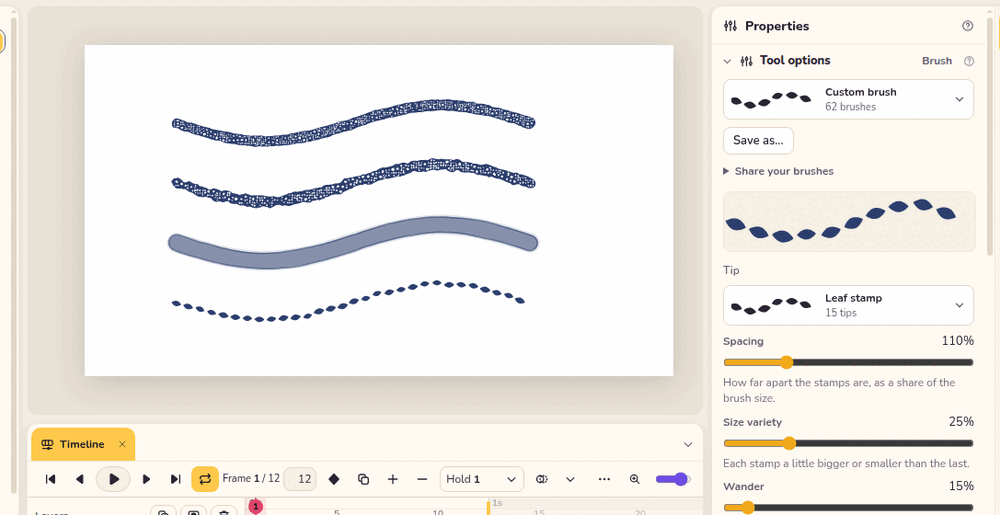 Properties
Tool options
Brush
Custom brush
62 brushes
Save as...
Share your brushes
Tip
Leaf stamp
15 tips
Spacing
110%
How far apart the stamps are, as a share of the
brush size.
Size variety
25%
Each stamp a little bigger or smaller than the last.
Wander
15%
Timeline
Frame 1 / 12
12
Hold 1
1s
1
5
10
15
20